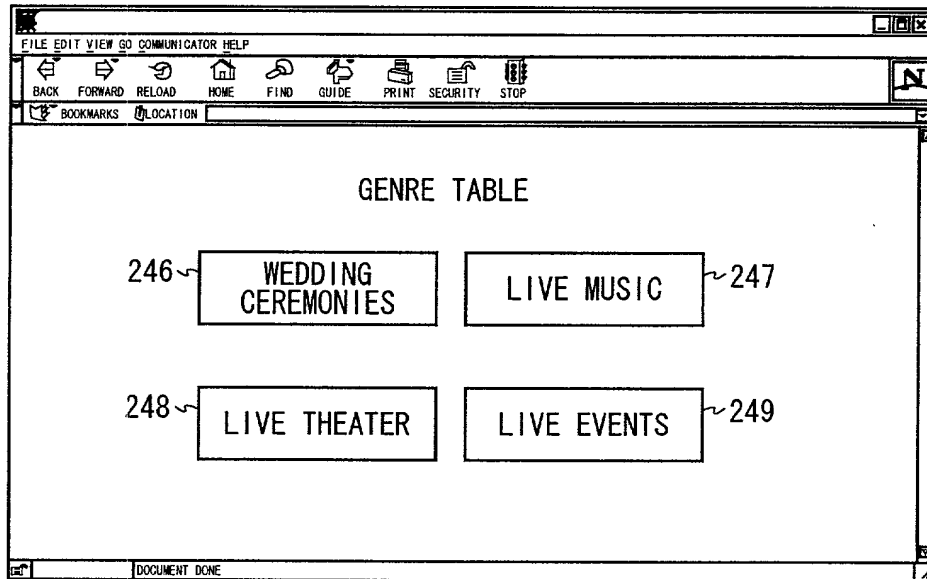 FILE EDIT VIEW GO COMMUNICATOR HELP
BACK FORWARD RELOAD HOME FIND GUIDE PRINT SECURITY STOP
N
BOOKMARKS LOCATION
GENRE TABLE
246 WEDDING CEREMONIES LIVE MUSIC 247
248 LIVE THEATER LIVE EVENTS 249
DOCUMENT DONE